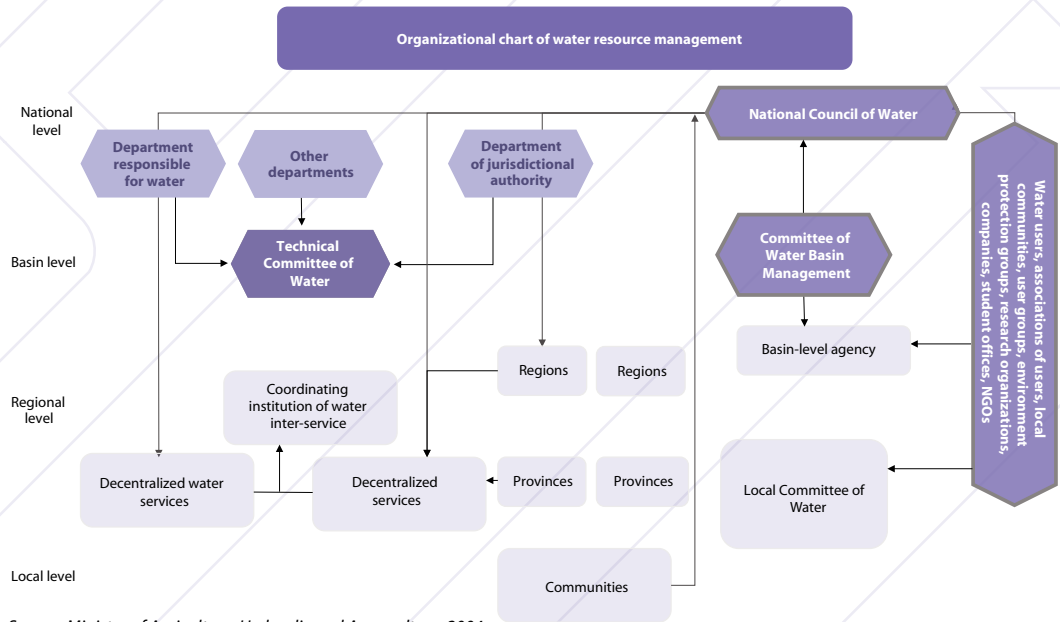 Organizational chart of water resource management
National
level
National Council of Water
Department
responsible
for water
Other
departments
Department
of jurisdictional
authority
Water users, associations of users, local
communities, user groups, environment
protection groups, research organizations,
companies, student offices, NGOs
Basin level
Technical
Committee of
Water
Committee of
Water Basin
Management
Basin-level agency
Regions
Regions
Regional
level
Coordinating
institution of water
inter-service
Decentralized water
services
Decentralized
services
Provinces
Provinces
Local Committee of
Water
Local level
Communities
Ministry of Agriculture